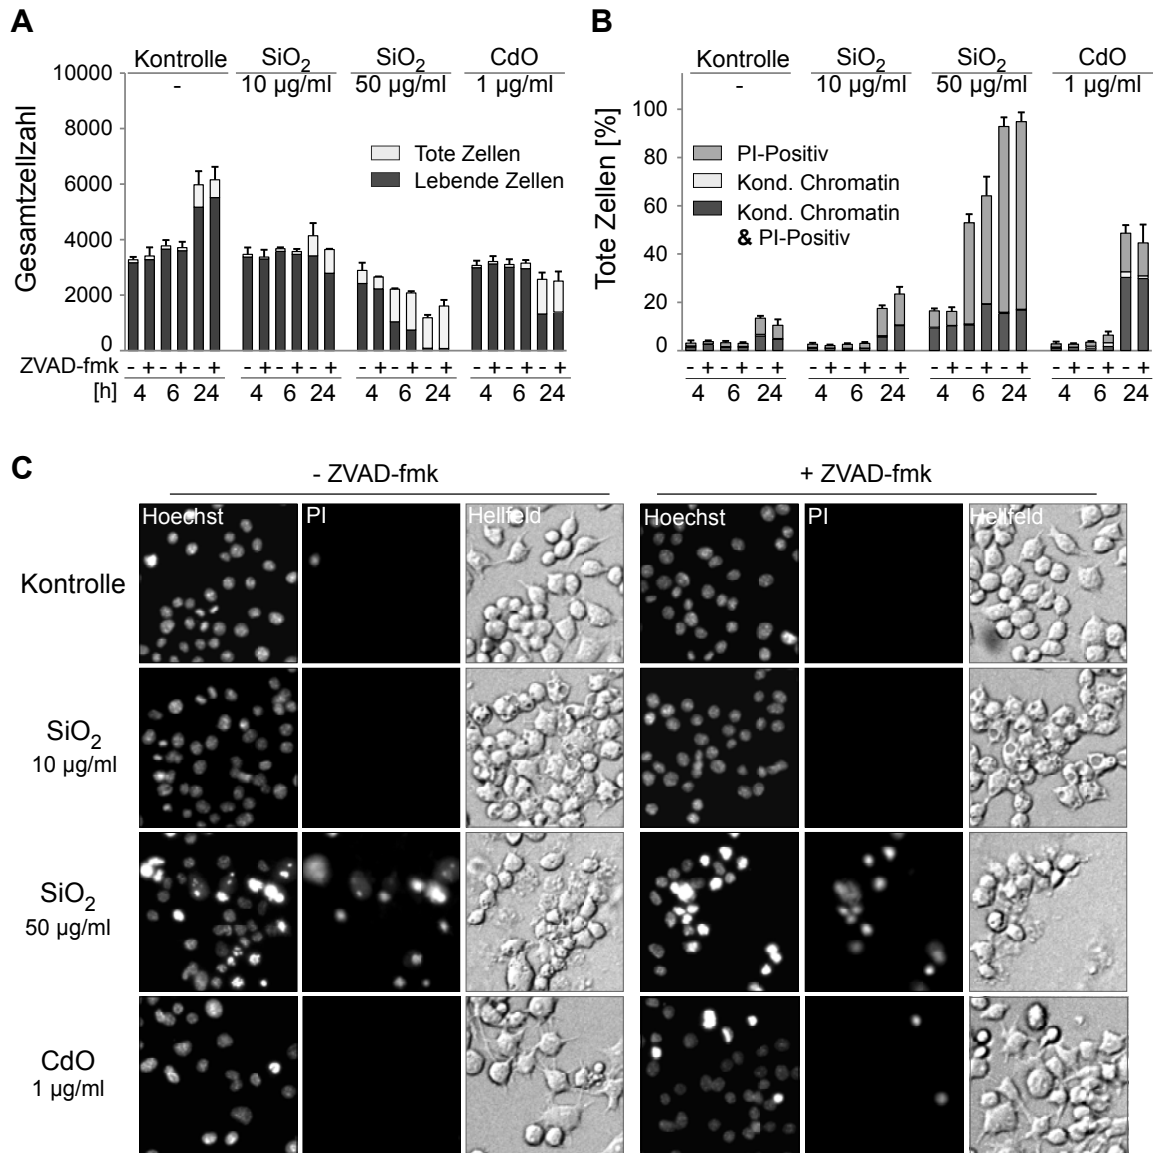 A
Kontrolle SiO2 SiO2 CdO
- 10 µg/ml 50 µg/ml 1 µg/ml
10000
8000
6000
4000
2000
0
Gesamtzellzahl
Tote Zellen
Lebende Zellen
ZVAD-fmk - + - + - + - + - + - + - + - + - + - + - + - +
[h] 4 6 24 4 6 24 4 6 24 4 6 24
B
Kontrolle SiO2 SiO2 CdO
- 10 µg/ml 50 µg/ml 1 µg/ml
100
80
60
40
20
0
Tote Zellen [%]
PI-Positiv
Kond. Chromatin
Kond. Chromatin
& PI-Positiv
- + - + - + - + - + - + - + - + - + - + - + - +
4 6 24 4 6 24 4 6 24 4 6 24
C
- ZVAD-fmk + ZVAD-fmk
Hoechst PI Hellfeld Hoechst PI Hellfeld
Kontrolle
SiO2
10 µg/ml
SiO2
50 µg/ml
CdO
1 µg/ml